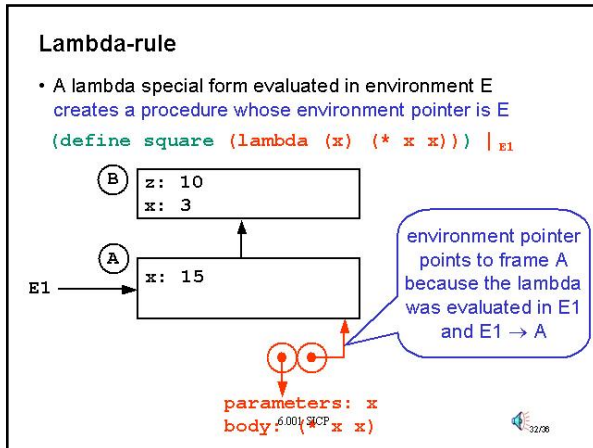 Lambda-rule
• A lambda special form evaluated in environment E
creates a procedure whose environment pointer is E
(define square (lambda (x) (* x x))) | E1
B
z: 10
x: 3
A
x: 15
E1
environment pointer
points to frame A
because the lambda
was evaluated in E1
and E1 → A
parameters: x
body: (* x x)
6.001 SICP
32/36